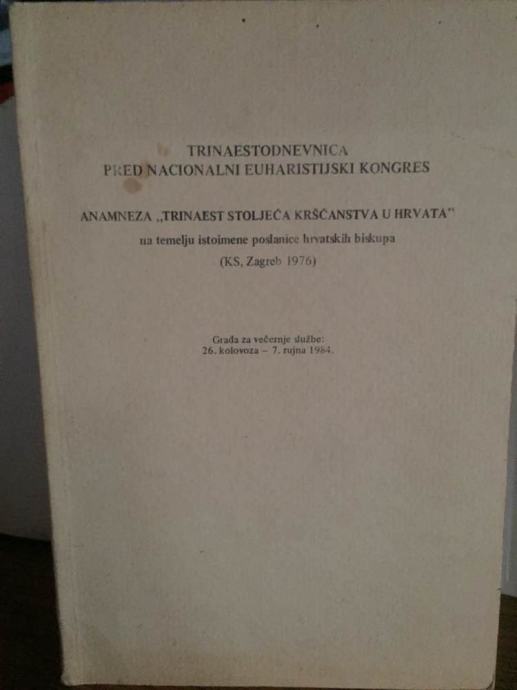 TRINAESTODNEVNICA
PRED NACIONALNI EUHARISTIJSKI KONGRES
ANAMNEZA „TRINAEST STOLJEĆA KRŠĆANSTVA U HRVATA”
na temelju istoimene poslanice hrvatskih biskupa
(KS, Zagreb 1976)
Građa za večernje službe:
26. kolovoza – 7. rujna 1984.